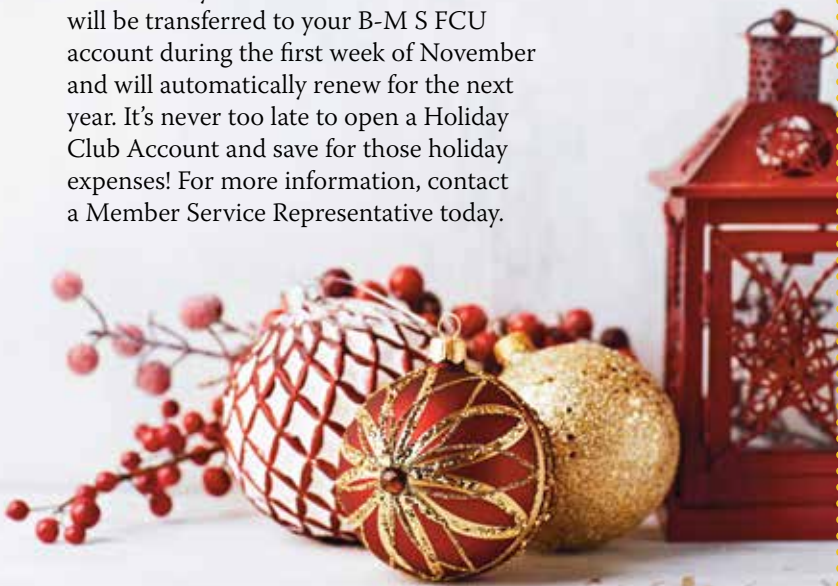 will be transferred to your B-M S FCU
account during the first week of November
and will automatically renew for the next
year. It’s never too late to open a Holiday
Club Account and save for those holiday
expenses! For more information, contact
a Member Service Representative today.